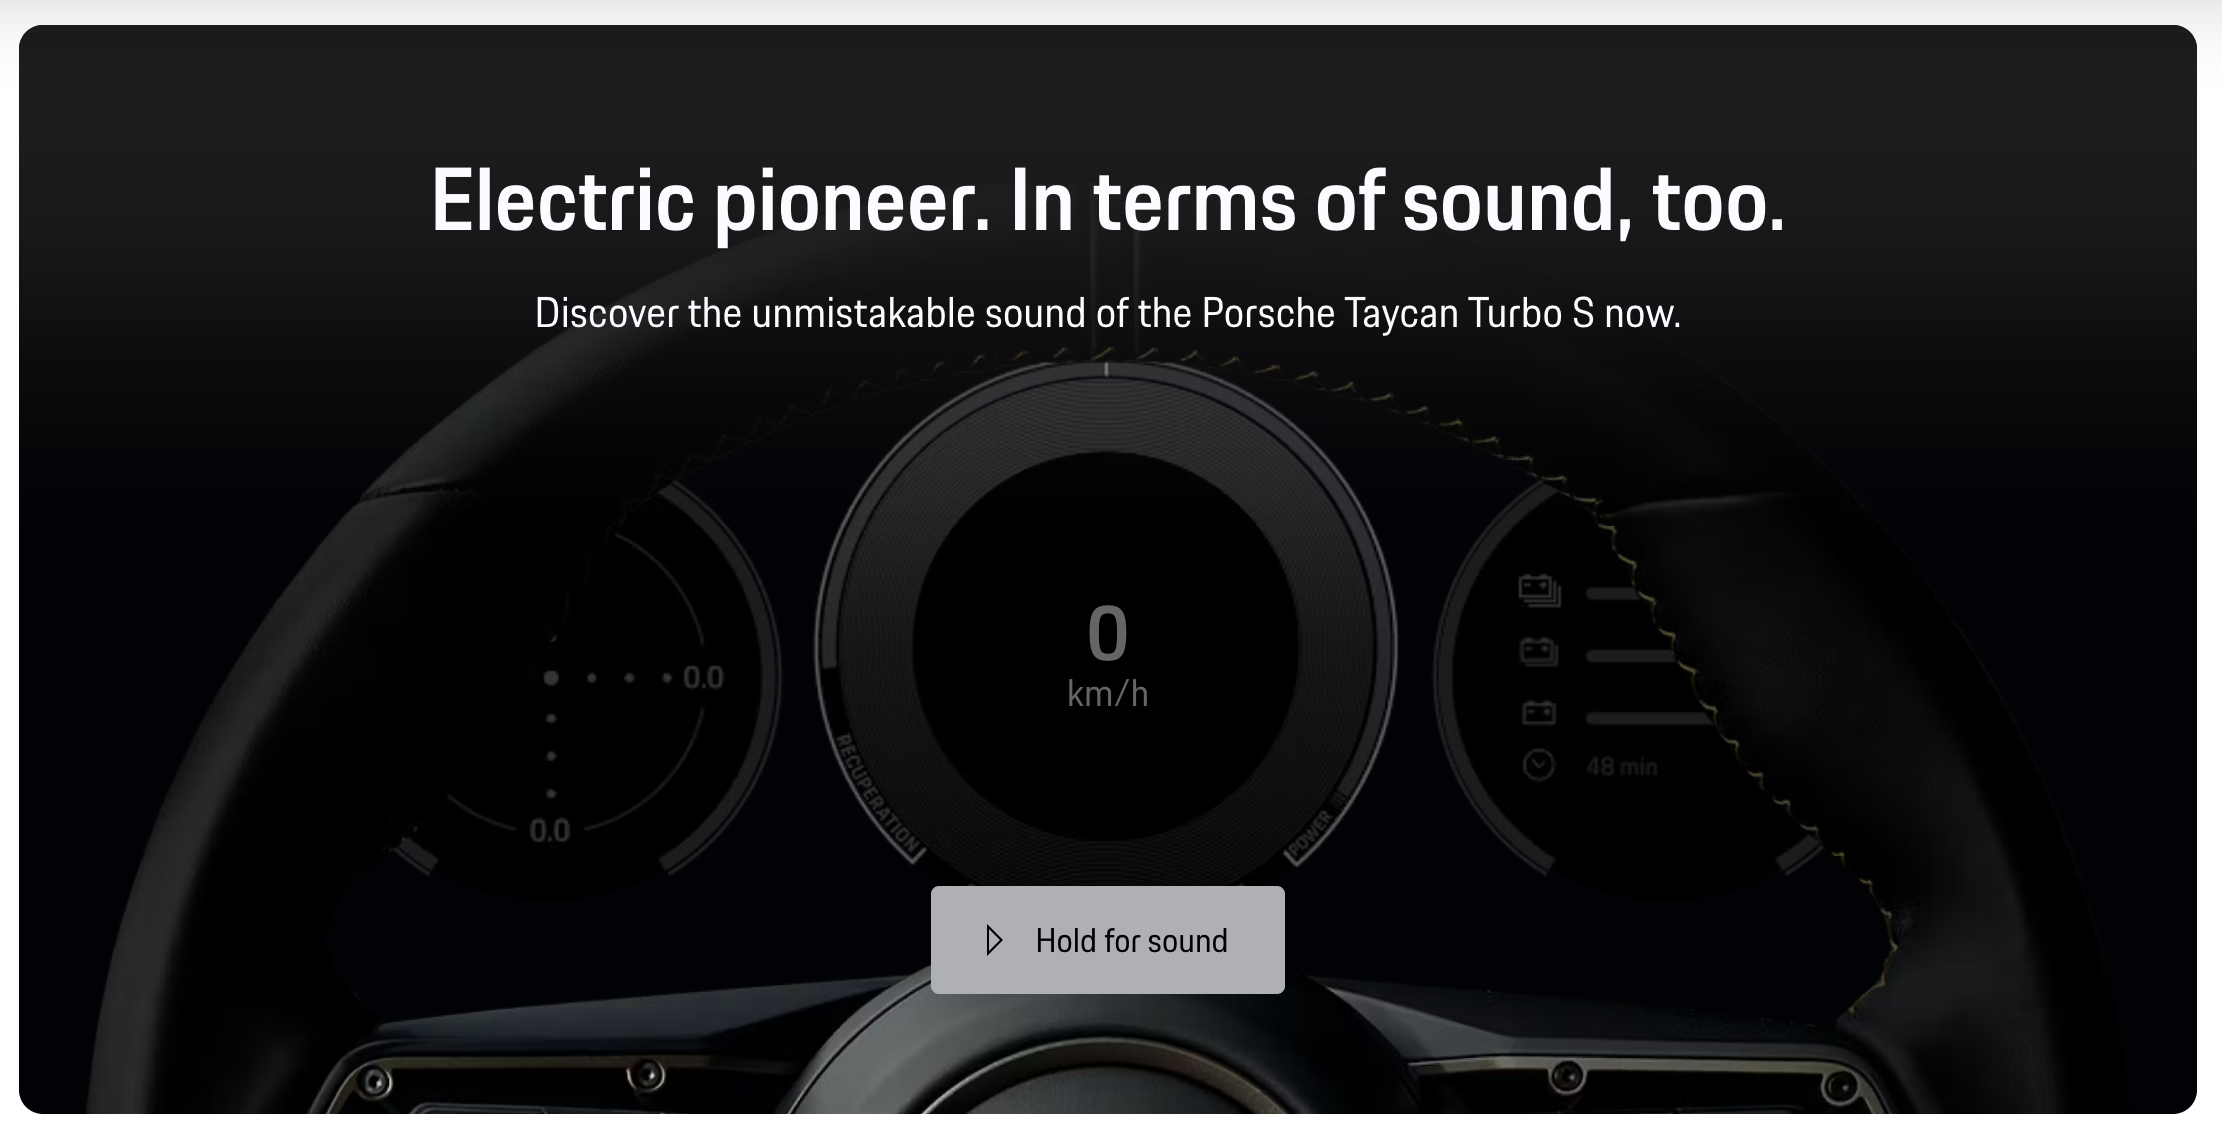 Electric pioneer. In terms of sound, too.
Discover the unmistakable sound of the Porsche Taycan Turbo S now.
0
km/h
0.0
0.0
RECUPERATION
POWER
48 min
Hold for sound